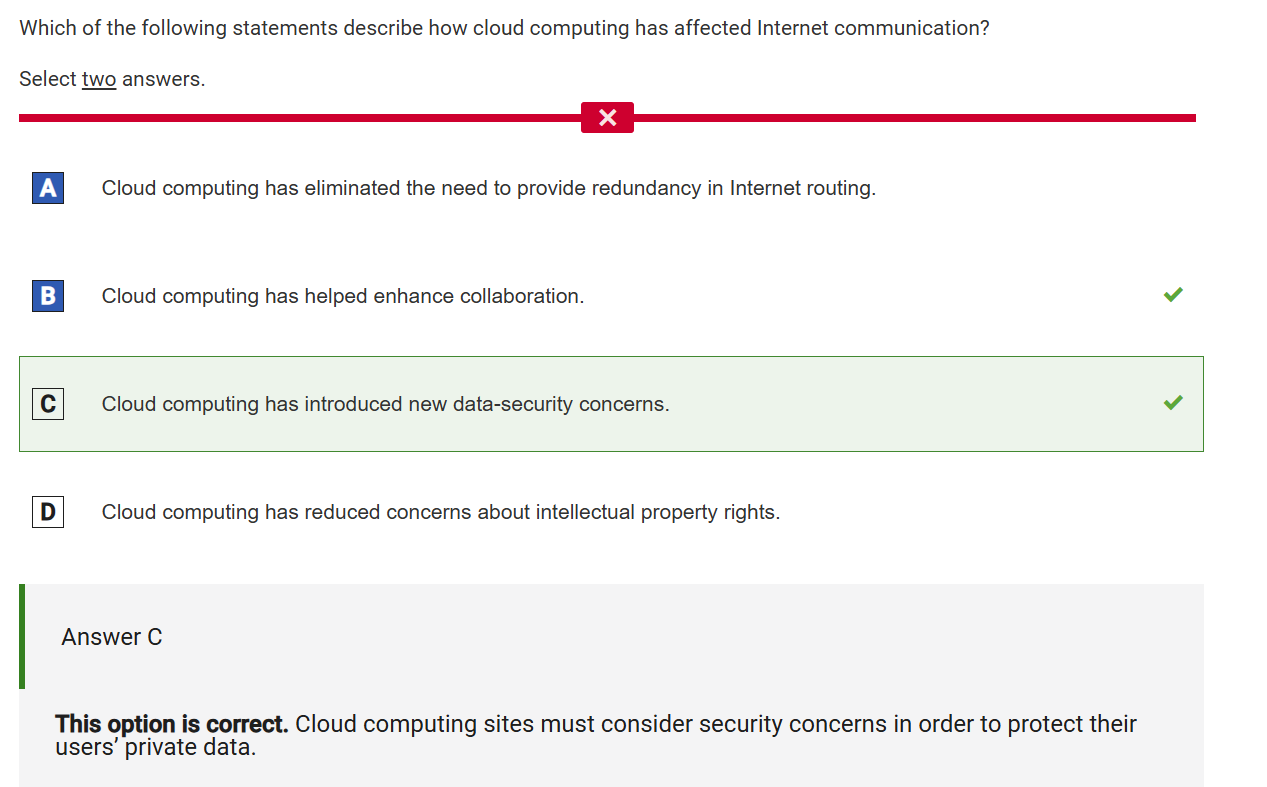 Which of the following statements describe how cloud computing has affected Internet communication?
Select two answers.
A Cloud computing has eliminated the need to provide redundancy in Internet routing.
B Cloud computing has helped enhance collaboration.
C Cloud computing has introduced new data-security concerns.
D Cloud computing has reduced concerns about intellectual property rights.
Answer C
This option is correct. Cloud computing sites must consider security concerns in order to protect their
users’ private data.